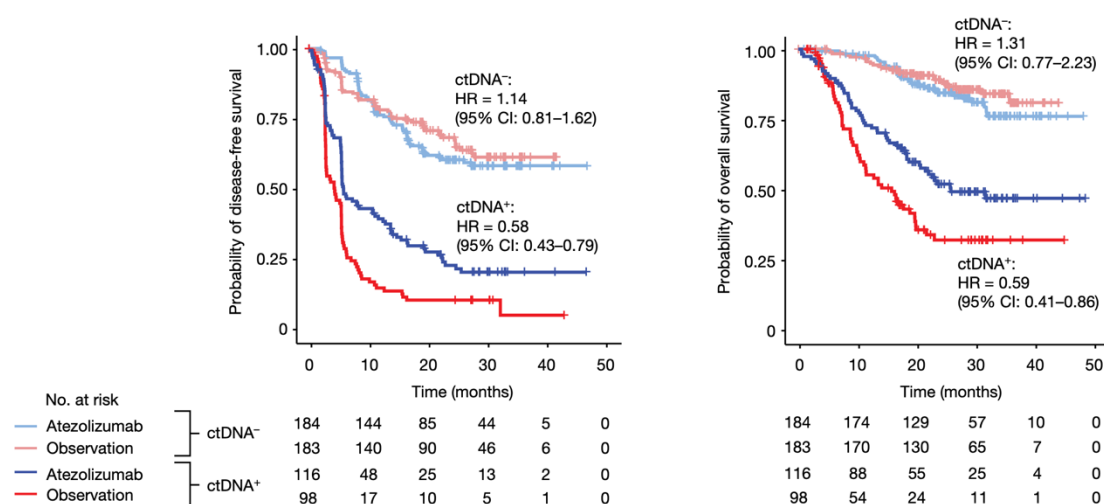 ctDNA⁻:
HR = 1.14
(95% CI: 0.81–1.62)
ctDNA⁺:
HR = 0.58
(95% CI: 0.43–0.79)
Probability of disease-free survival
1.00
0.75
0.50
0.25
0
0 10 20 30 40 50
Time (months)
ctDNA⁻:
HR = 1.31
(95% CI: 0.77–2.23)
ctDNA⁺:
HR = 0.59
(95% CI: 0.41–0.86)
Probability of overall survival
1.00
0.75
0.50
0.25
0
0 10 20 30 40 50
Time (months)
No. at risk
Atezolizumab 184 144 85 44 5 0 184 174 129 57 10 0
ctDNA⁻
Observation 183 140 90 46 6 0 183 170 130 65 7 0
Atezolizumab 116 48 25 13 2 0 116 88 55 25 4 0
ctDNA⁺
Observation 98 17 10 5 1 0 98 54 24 11 1 0